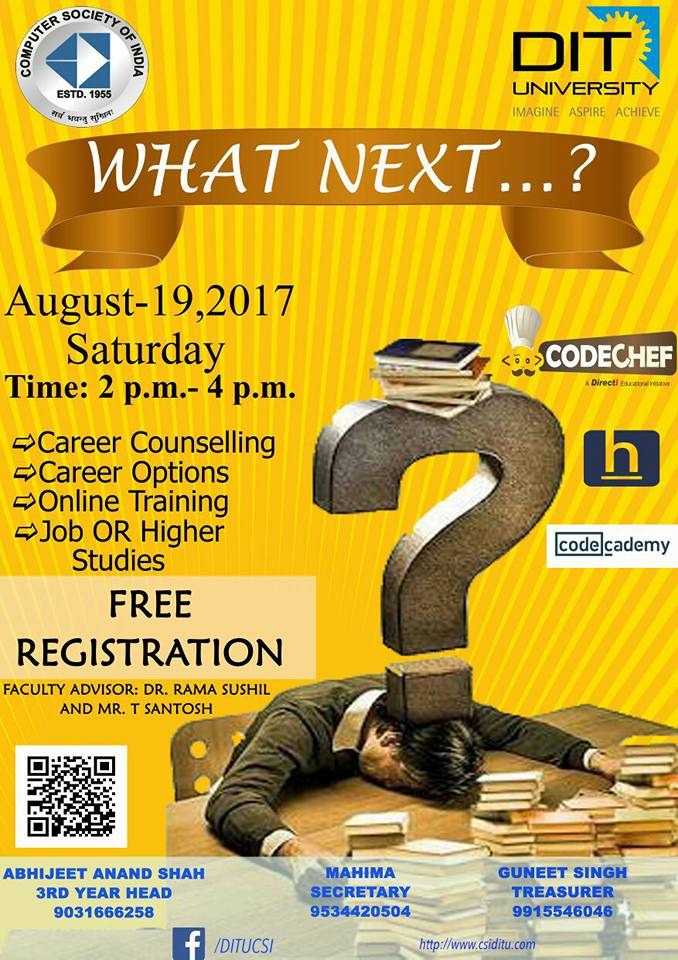 COMPUTER SOCIETY OF INDIA
ESTD. 1955
सर्वे भवन्तु सुखिनः
DIT
UNIVERSITY
IMAGINE ASPIRE ACHIEVE
WHAT NEXT...?
August-19,2017
Saturday
Time: 2 p.m.- 4 p.m.
CODECHEF
A Directi Educational Initiative
➩Career Counselling
➩Career Options
➩Online Training
➩Job OR Higher
Studies
h
codecademy
FREE
REGISTRATION
FACULTY ADVISOR: DR. RAMA SUSHIL
AND MR. T SANTOSH
ABHIJEET ANAND SHAH
3RD YEAR HEAD
9031666258
MAHIMA
SECRETARY
9534420504
GUNEET SINGH
TREASURER
9915546046
f /DITUCSI
http://www.csiditu.com